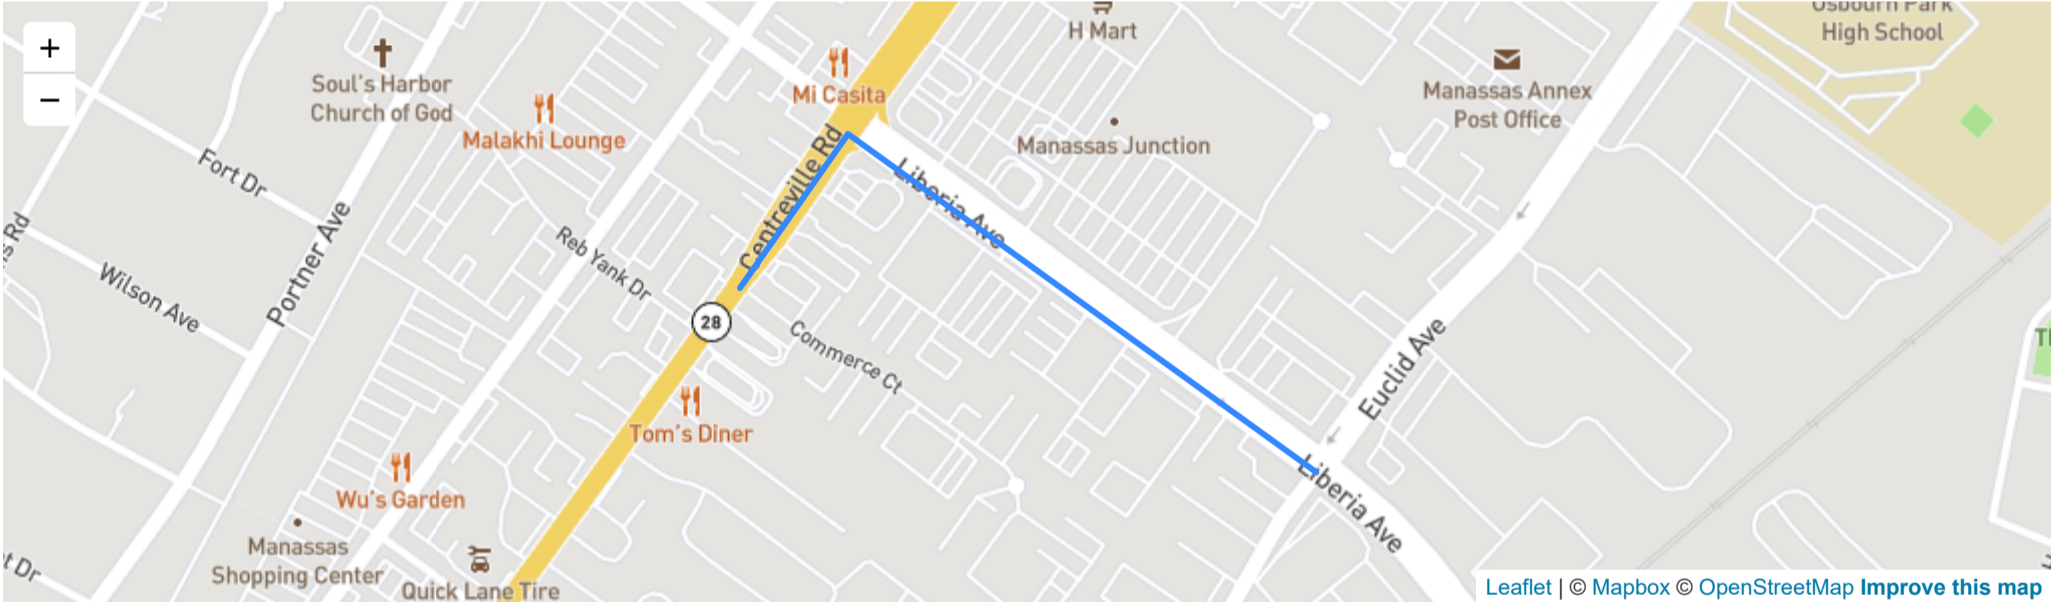 +
−
Soul's Harbor
Church of God
Malakhi Lounge
Mi Casita
H Mart
Manassas Junction
Manassas Annex
Post Office
Osbourn Park
High School
Fort Dr
Portner Ave
Wilson Ave
Reb Yank Dr
Centreville Rd
Liberia Ave
28
Commerce Ct
Euclid Ave
Tom's Diner
Wu's Garden
Manassas
Shopping Center
Quick Lane Tire
Liberia Ave
Leaflet | © Mapbox © OpenStreetMap Improve this map